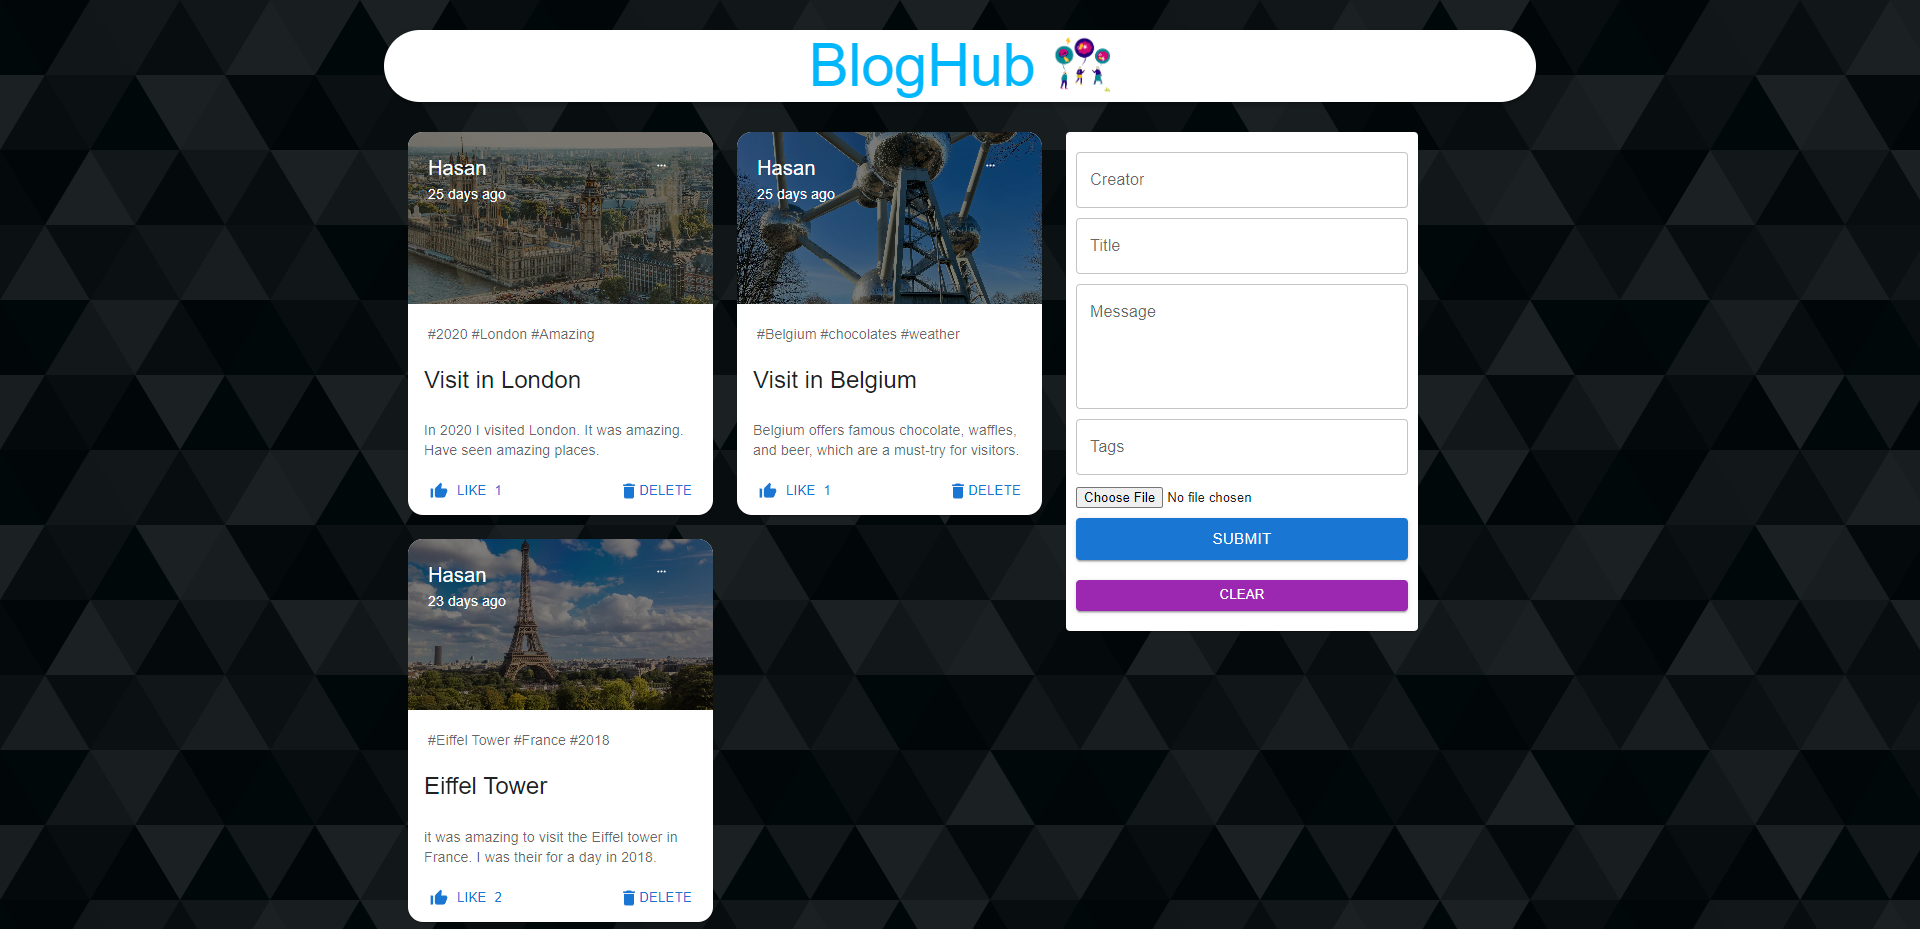 BlogHub
Hasan
25 days ago
#2020 #London #Amazing
Visit in London
In 2020 I visited London. It was amazing.
Have seen amazing places.
LIKE 1
DELETE
Hasan
25 days ago
#Belgium #chocolates #weather
Visit in Belgium
Belgium offers famous chocolate, waffles,
and beer, which are a must-try for visitors.
LIKE 1
DELETE
Hasan
23 days ago
#Eiffel Tower #France #2018
Eiffel Tower
it was amazing to visit the Eiffel tower in
France. I was their for a day in 2018.
LIKE 2
DELETE
Creator
Title
Message
Tags
Choose File No file chosen
SUBMIT
CLEAR